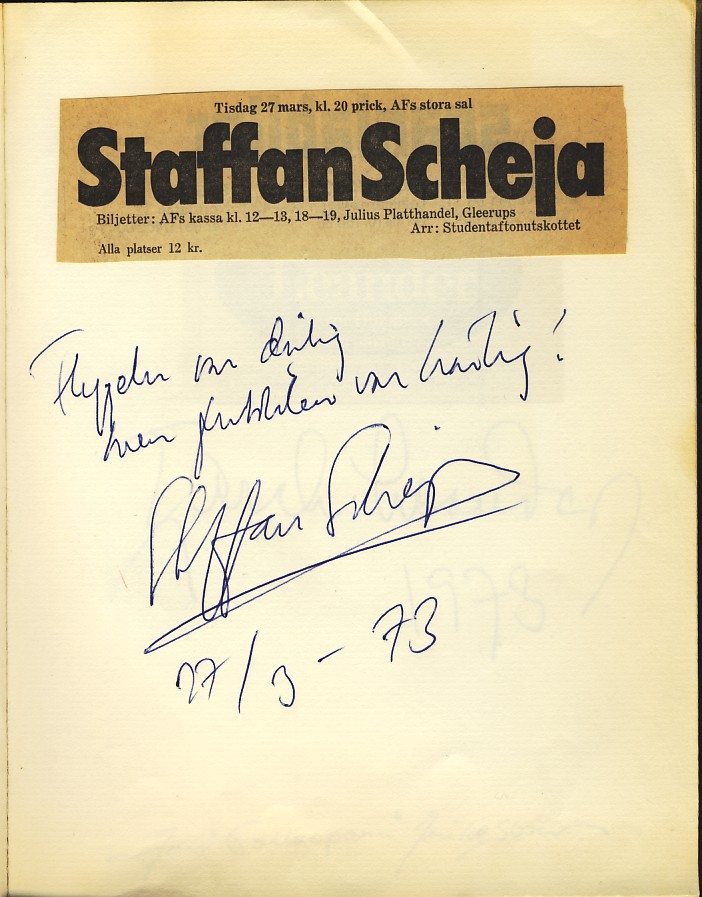 Tisdag 27 mars, kl. 20 prick, AFs stora sal
Staffan Scheja
Biljetter: AFs kassa kl. 12—13, 18—19, Julius Platthandel, Gleerups
Arr: Studentaftonutskottet
Alla platser 12 kr.
Flygeln var dålig
men publiken var härlig!
Staffan Scheja
27/3 – 73
1973